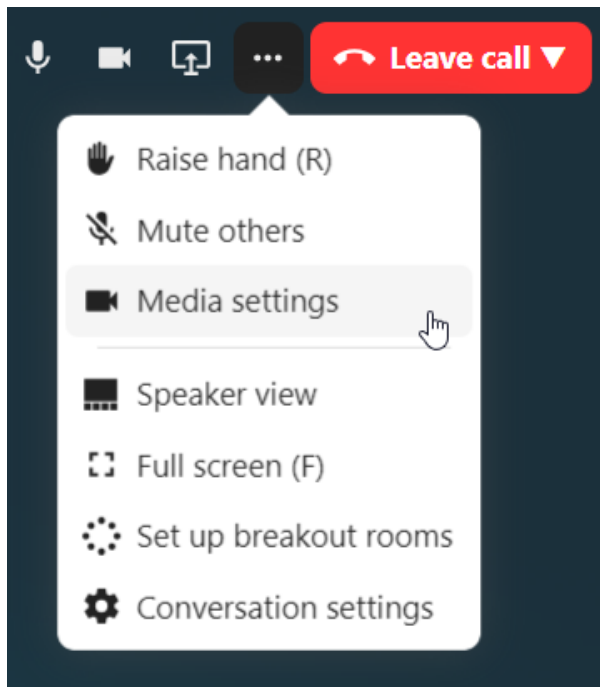 Leave call ▼
Raise hand (R)
Mute others
Media settings
Speaker view
Full screen (F)
Set up breakout rooms
Conversation settings